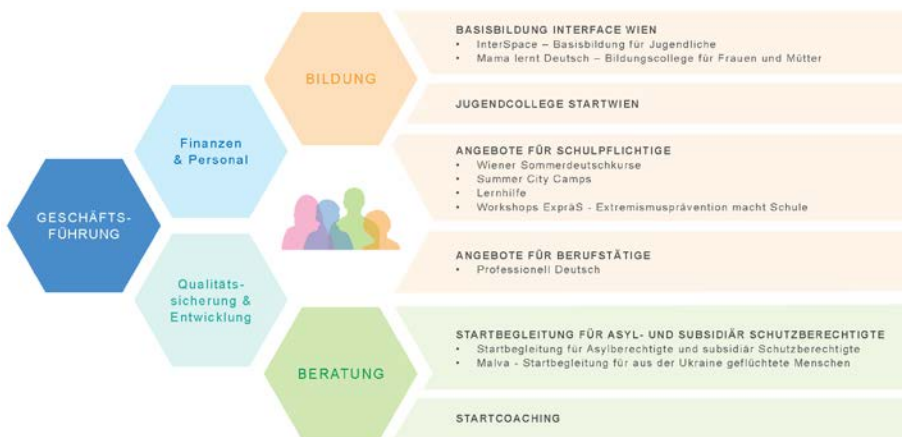 GESCHÄFTS-
FÜHRUNG
Finanzen
& Personal
Qualitäts-
sicherung &
Entwicklung
BILDUNG
BASISBILDUNG INTERFACE WIEN
• InterSpace – Basisbildung für Jugendliche
• Mama lernt Deutsch – Bildungscollege für Frauen und Mütter
JUGENDCOLLEGE STARTWIEN
ANGEBOTE FÜR SCHULPFLICHTIGE
• Wiener Sommerdeutschkurse
• Summer City Camps
• Lernhilfe
• Workshops ExpräS - Extremismusprävention macht Schule
ANGEBOTE FÜR BERUFSTÄTIGE
• Professionell Deutsch
BERATUNG
STARTBEGLEITUNG FÜR ASYL- UND SUBSIDIÄR SCHUTZBERECHTIGTE
• Startbegleitung für Asylberechtigte und subsidiär Schutzberechtigte
• Malva - Startbegleitung für aus der Ukraine geflüchtete Menschen
STARTCOACHING